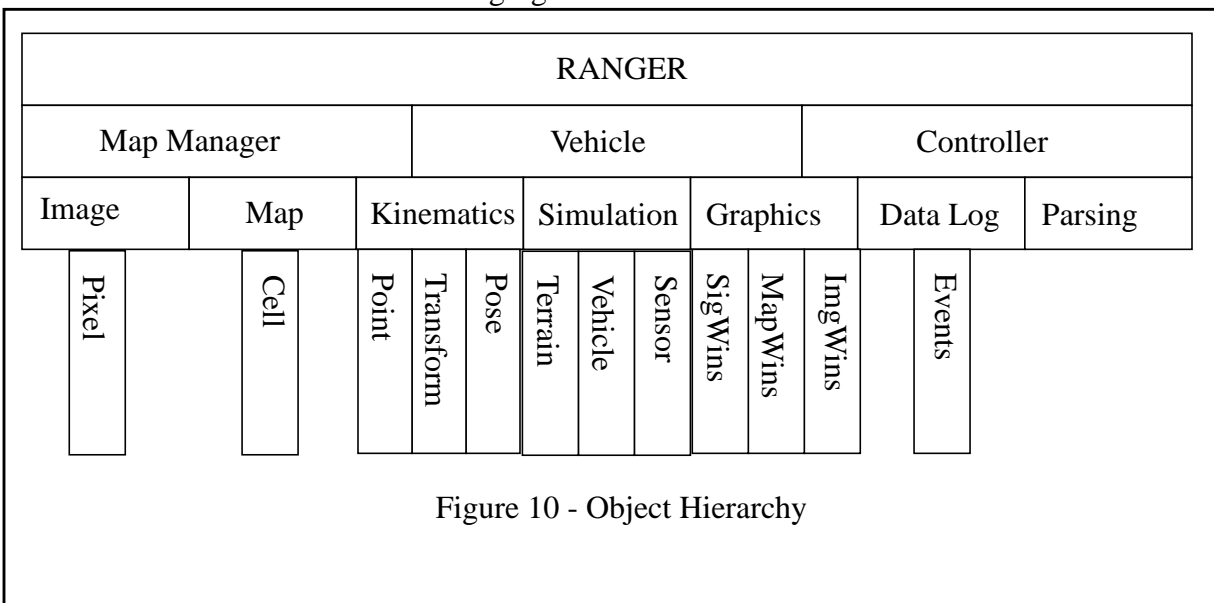 RANGER
Map Manager Vehicle Controller
Image Map Kinematics Simulation Graphics Data Log Parsing
Pixel
Cell
Point
Transform
Pose
Terrain
Vehicle
Sensor
SigWins
MapWins
ImgWins
Events
Figure 10 - Object Hierarchy